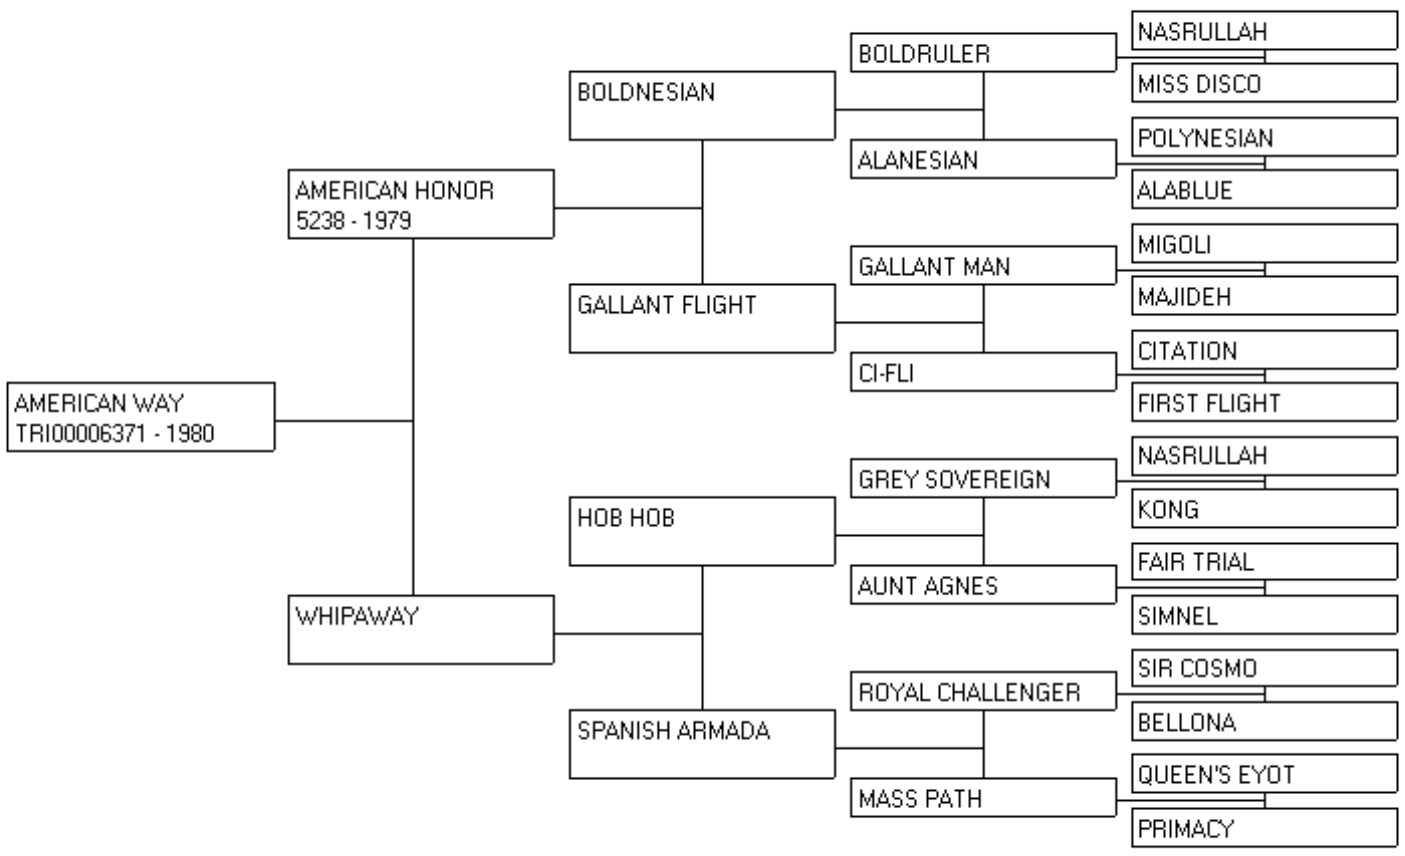 NASRULLAH
BOLDRULER
MISS DISCO
BOLDNESIAN
POLYNESIAN
ALANESIAN
ALABLUE
AMERICAN HONOR
5238 - 1979
MIGOLI
GALLANT MAN
MAJIDEH
GALLANT FLIGHT
CITATION
CI-FLI
FIRST FLIGHT
AMERICAN WAY
TRI00006371 - 1980
NASRULLAH
GREY SOVEREIGN
KONG
HOB HOB
FAIR TRIAL
AUNT AGNES
SIMNEL
WHIPAWAY
SIR COSMO
ROYAL CHALLENGER
BELLONA
SPANISH ARMADA
QUEEN'S EYOT
MASS PATH
PRIMACY